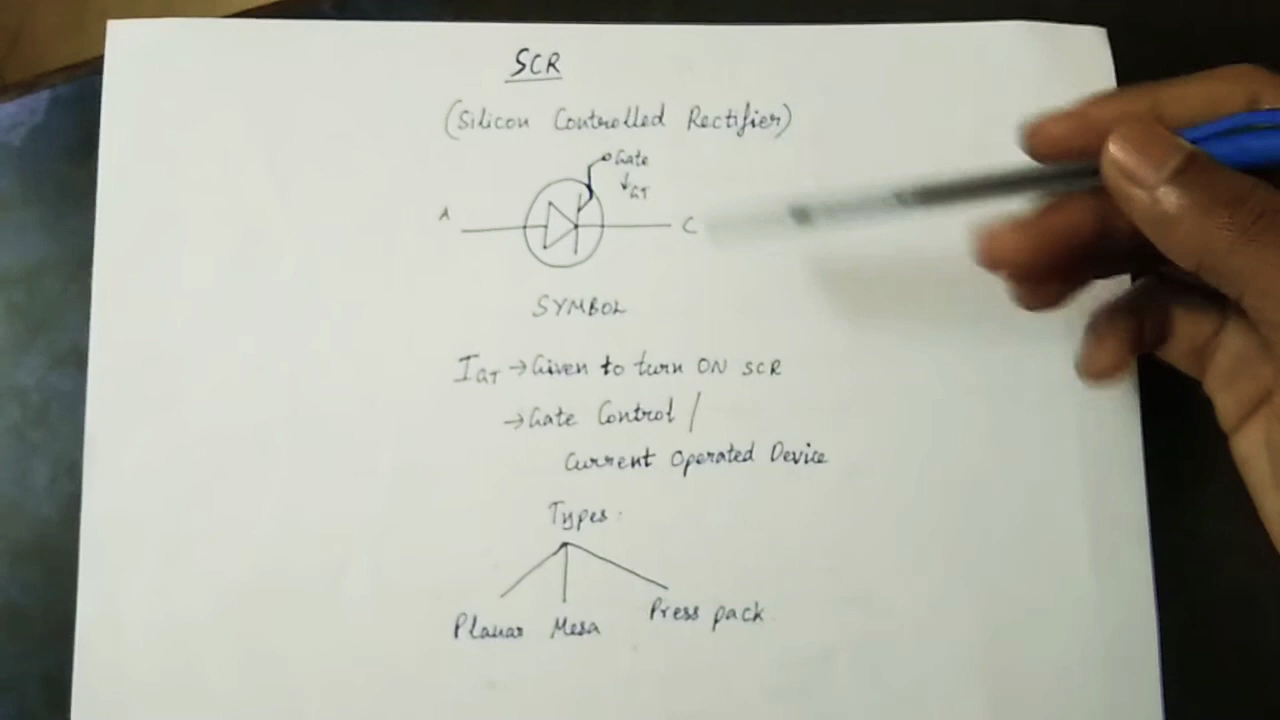 SCR
(Silicon Controlled Rectifier)
Gate
↓GT
A
C
SYMBOL
IGT →Given to turn ON SCR
→Gate Control /
Current Operated Device
Types:
Planar Mesa Press pack